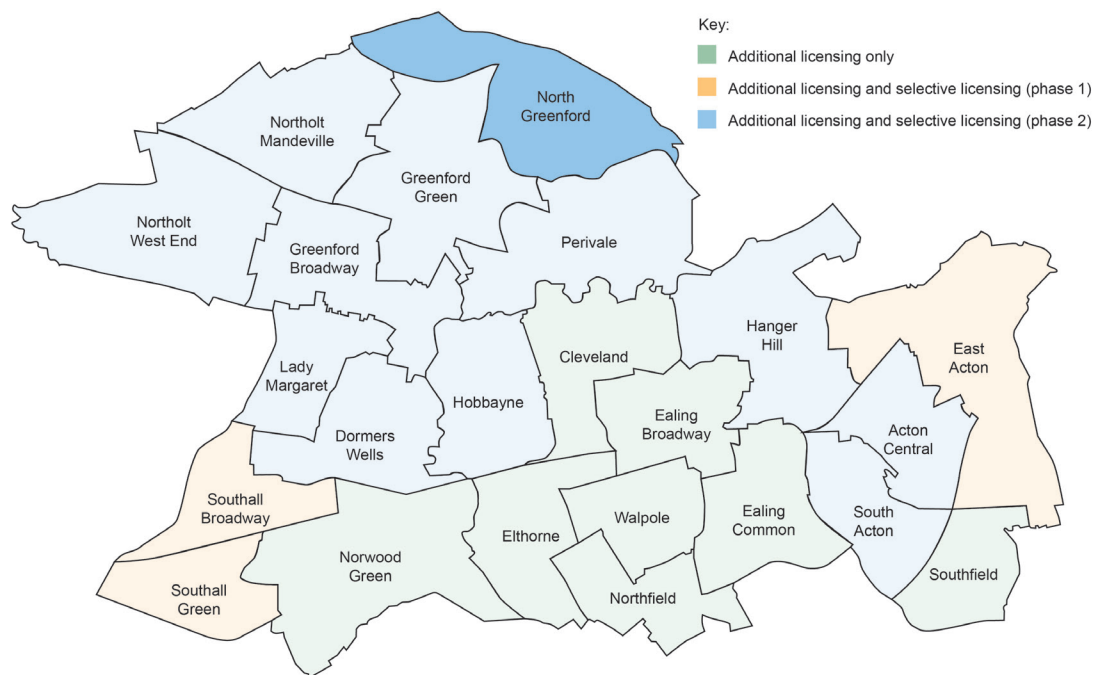 Key:
Additional licensing only
Additional licensing and selective licensing (phase 1)
Additional licensing and selective licensing (phase 2)
North
Greenford
Northolt
Mandeville
Greenford
Green
Northolt
West End
Greenford
Broadway
Perivale
Hanger
Hill
East
Acton
Cleveland
Lady
Margaret
Hobbayne
Ealing
Broadway
Acton
Central
Dormers
Wells
Southall
Broadway
Walpole
Ealing
Common
South
Acton
Elthorne
Norwood
Green
Southfield
Southall
Green
Northfield